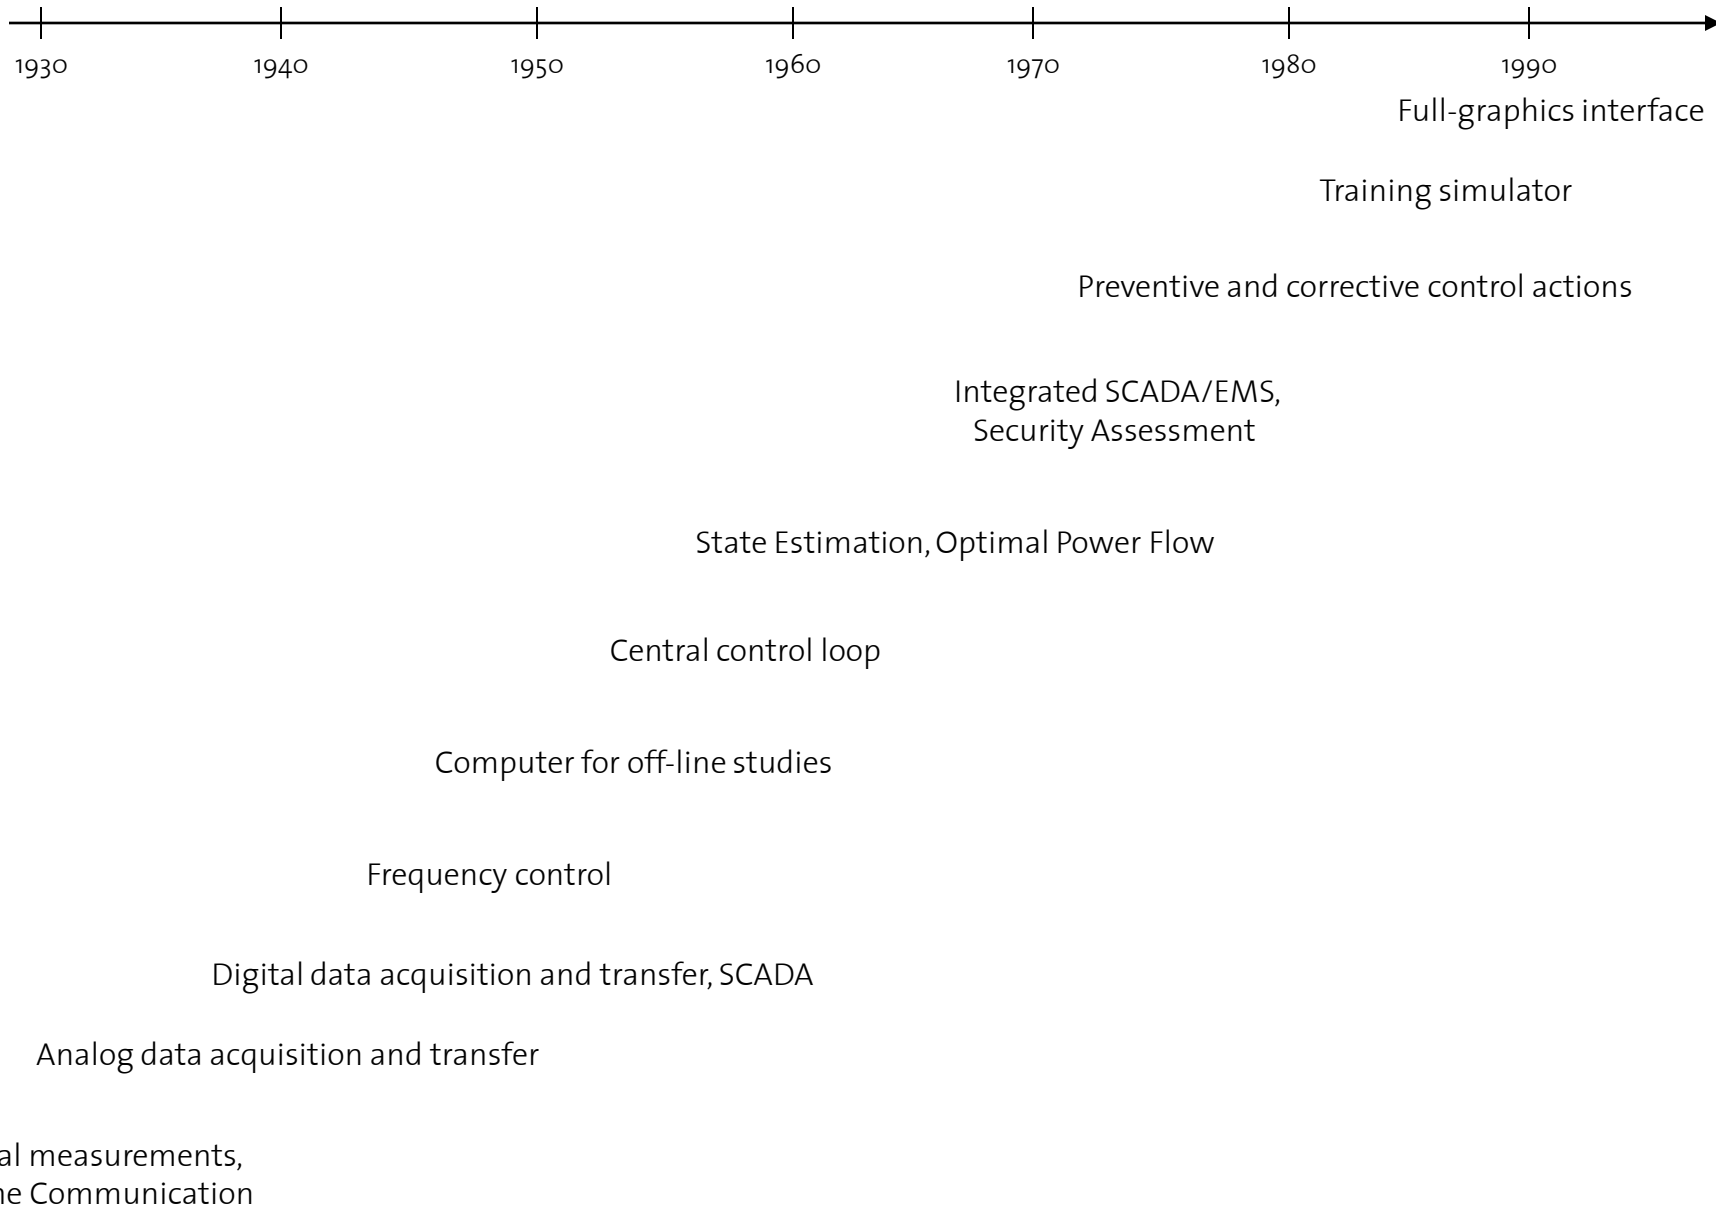 1930 1940 1950 1960 1970 1980 1990
Full-graphics interface
Training simulator
Preventive and corrective control actions
Integrated SCADA/EMS,
Security Assessment
State Estimation, Optimal Power Flow
Central control loop
Computer for off-line studies
Frequency control
Digital data acquisition and transfer, SCADA
Analog data acquisition and transfer
measurements,
Communication